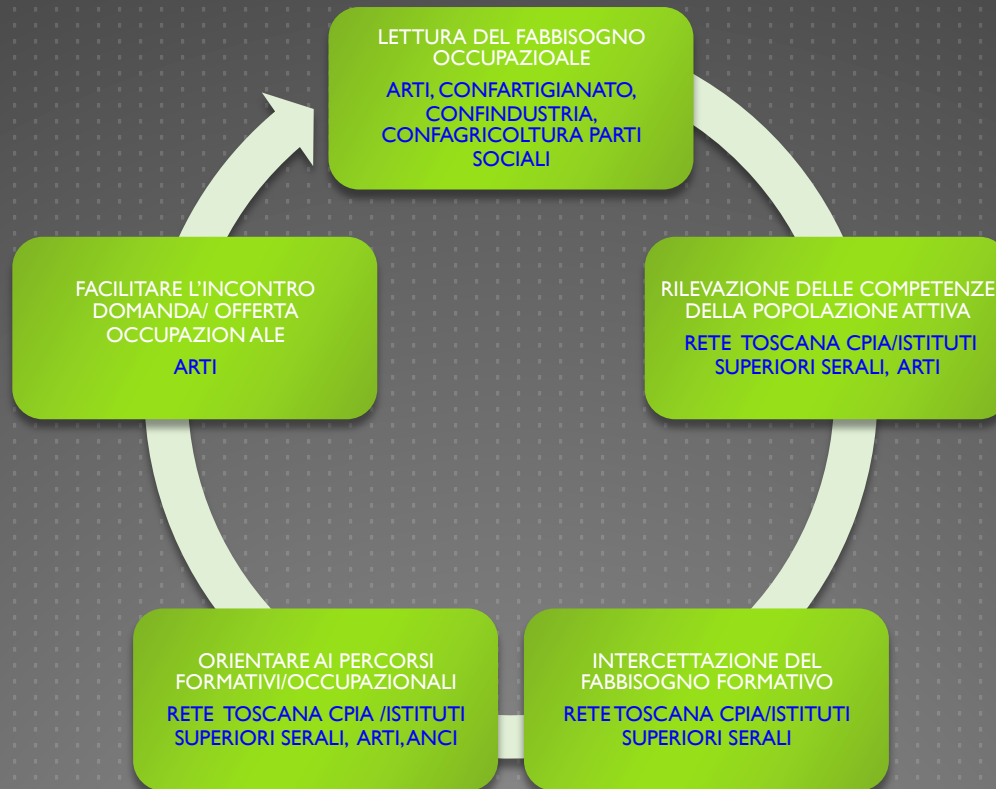 LETTURA DEL FABBISOGNO
OCCUPAZIOALE
ARTI, CONFARTIGIANATO,
CONFINDUSTRIA,
CONFAGRICOLTURA PARTI
SOCIALI
RILEVAZIONE DELLE COMPETENZE
DELLA POPOLAZIONE ATTIVA
RETE TOSCANA CPIA/ISTITUTI
SUPERIORI SERALI, ARTI
INTERCETTAZIONE DEL
FABBISOGNO FORMATIVO
RETE TOSCANA CPIA/ISTITUTI
SUPERIORI SERALI
ORIENTARE AI PERCORSI
FORMATIVI/OCCUPAZIONALI
RETE TOSCANA CPIA /ISTITUTI
SUPERIORI SERALI, ARTI, ANCI
FACILITARE L'INCONTRO
DOMANDA/ OFFERTA
OCCUPAZION ALE
ARTI